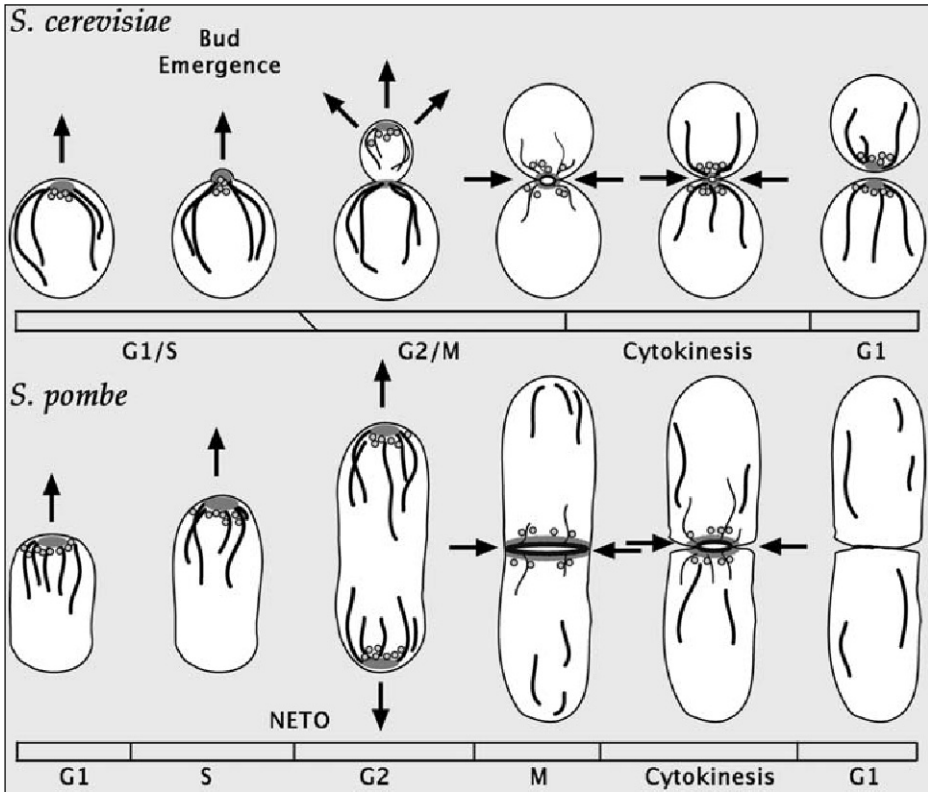 S. cerevisiae
Bud
Emergence
G1/S G2/M Cytokinesis G1
S. pombe
NETO
G1 S G2 M Cytokinesis G1